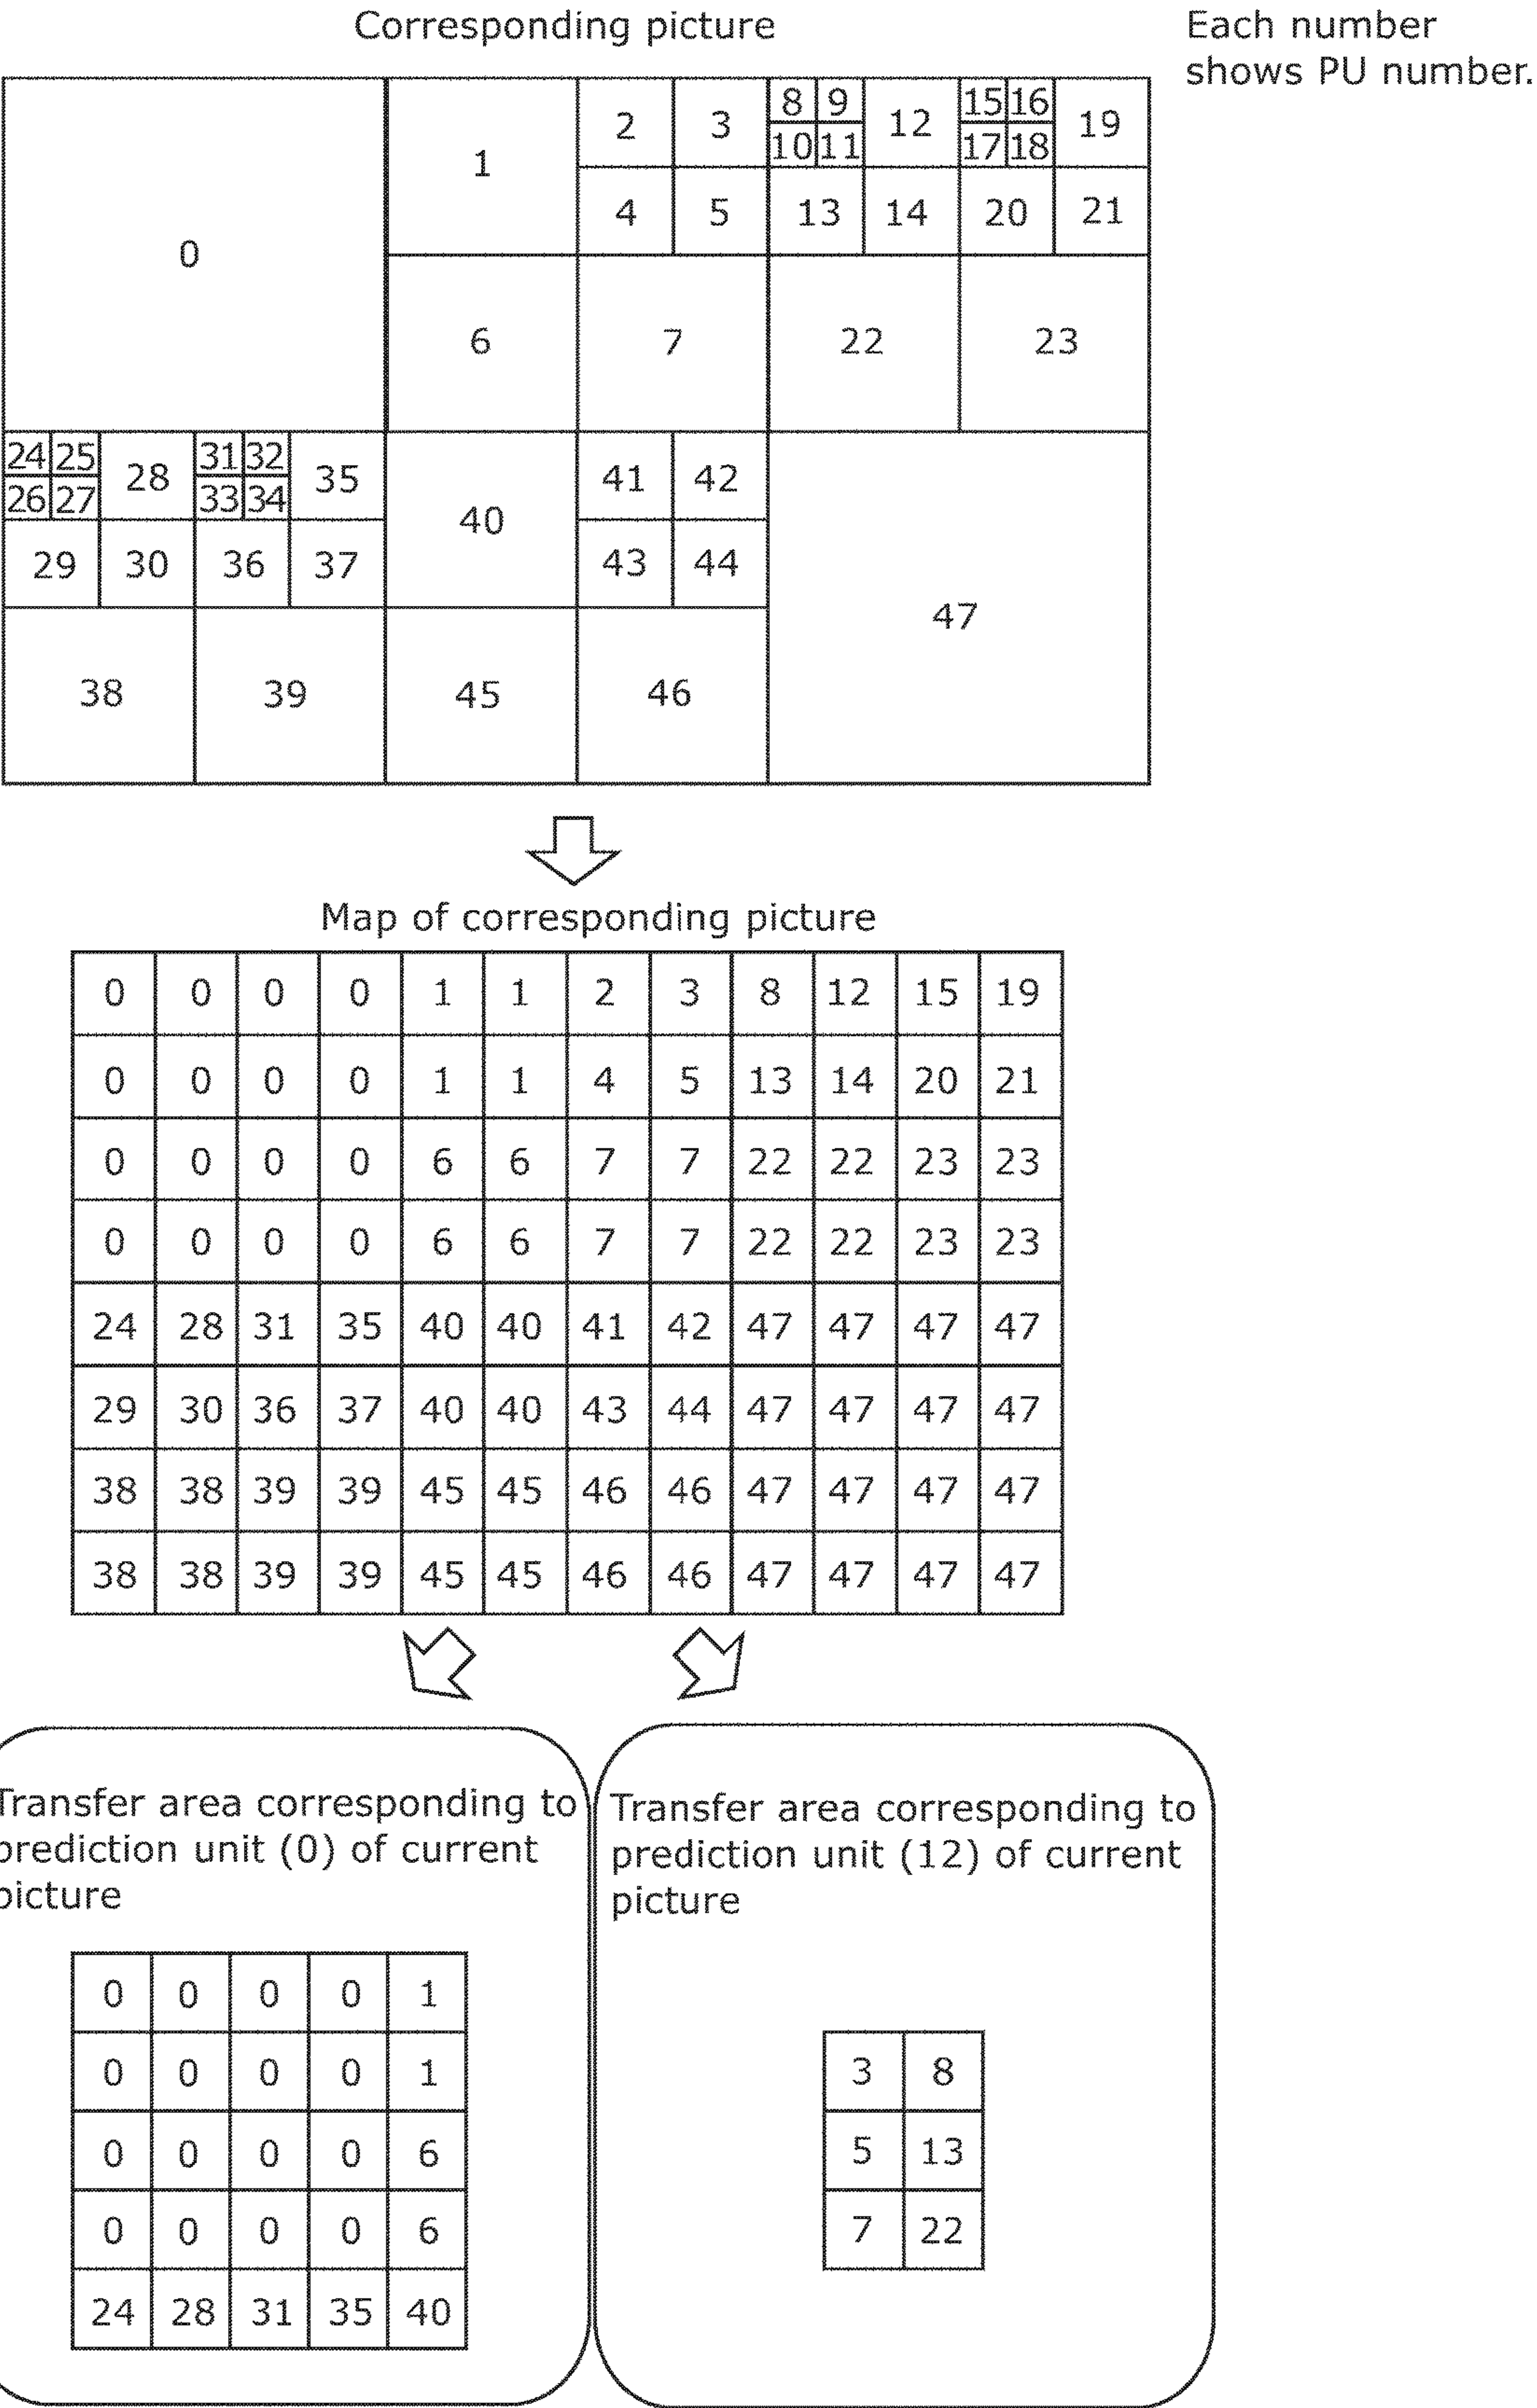 Corresponding picture
Each number
shows PU number.
8 9 15 16
2 3 12 19
1 10 11 17 18
4 5 13 14 20 21
0
6 7 22 23
24 25 31 32
28 35 41 42
26 27 33 34
40
29 30 36 37 43 44
47
38 39 45 46
Map of corresponding picture
0 0 0 0 1 1 2 3 8 12 15 19
0 0 0 0 1 1 4 5 13 14 20 21
0 0 0 0 6 6 7 7 22 22 23 23
0 0 0 0 6 6 7 7 22 22 23 23
24 28 31 35 40 40 41 42 47 47 47 47
29 30 36 37 40 40 43 44 47 47 47 47
38 38 39 39 45 45 46 46 47 47 47 47
38 38 39 39 45 45 46 46 47 47 47 47
Transfer area corresponding to
prediction unit (0) of current
picture
0 0 0 0 1
0 0 0 0 1
0 0 0 0 6
0 0 0 0 6
24 28 31 35 40
Transfer area corresponding to
prediction unit (12) of current
picture
3 8
5 13
7 22